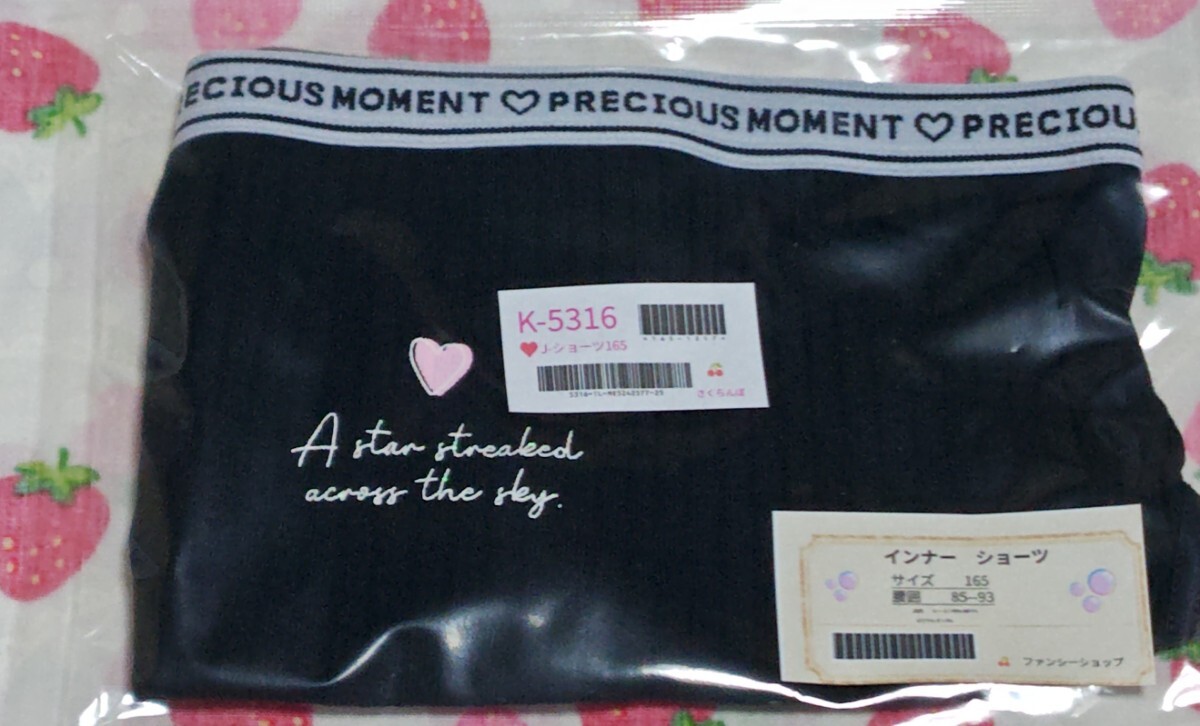 ECIOUS MOMENT ♡ PRECIOUS MOMENT ♡ PRECIOU
K-5316
J-ショーツ165
さくらんぼ
A star streaked
across the sky.
インナー ショーツ
サイズ 165
腰囲 85-93
ファンシーショップ